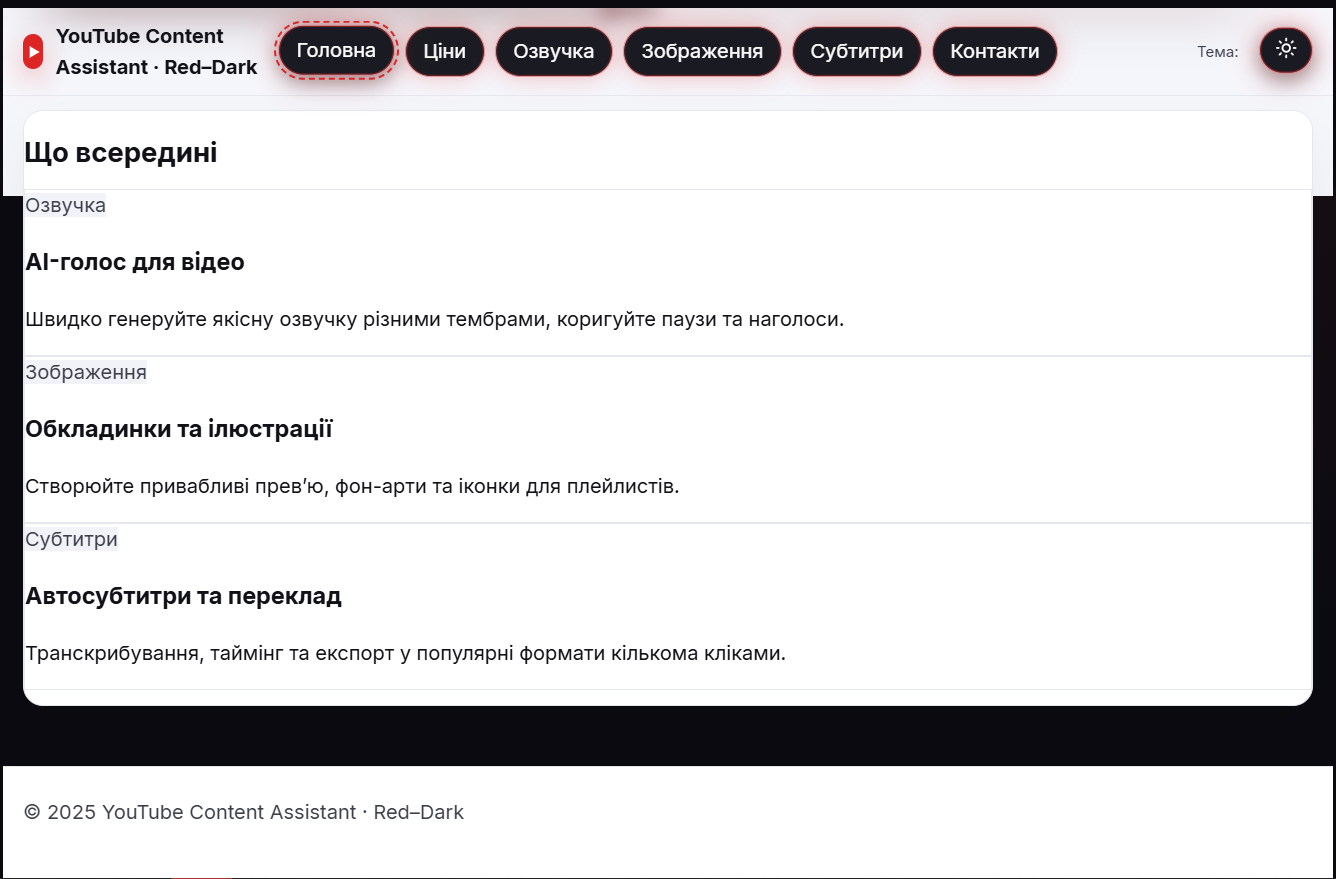 YouTube Content
Assistant · Red–Dark
Головна
Ціни
Озвучка
Зображення
Субтитри
Контакти
Тема:
Що всередині
Озвучка
AI-голос для відео
Швидко генеруйте якісну озвучку різними тембрами, коригуйте паузи та наголоси.
Зображення
Обкладинки та ілюстрації
Створюйте привабливі прев’ю, фон-арти та іконки для плейлистів.
Субтитри
Автосубтитри та переклад
Транскрибування, таймінг та експорт у популярні формати кількома кліками.
© 2025 YouTube Content Assistant · Red–Dark